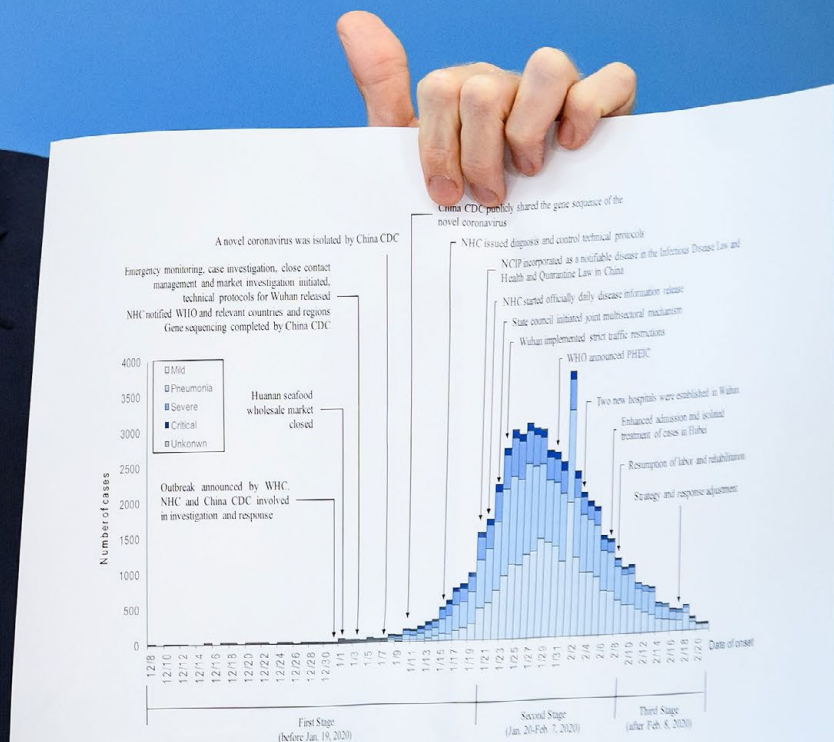 China CDC publicly shared the gene sequence of the
novel coronavirus
A novel coronavirus was isolated by China CDC
NHC issued diagnosis and control technical protocols
NCIP incorporated as a notifiable disease in the Infectious Disease Law and
Health and Quarantine Law in China
Emergency monitoring, case investigation, close contact
management and market investigation initiated,
technical protocols for Wuhan released
NHC notified WHO and relevant countries and regions
Gene sequencing completed by China CDC
NHC started officially daily disease information release
State council initiated joint multisectoral mechanism
Wuhan implemented strict traffic restrictions
WHO announced PHEIC
Two new hospitals were established in Wuhan
Enhanced admission and isolated
treatment of cases in Hubei
Resumption of labor and rehabilitation
Strategy and response adjustment
Huanan seafood
wholesale market
closed
Outbreak announced by WHC.
NHC and China CDC involved
in investigation and response
Mild
Pneumonia
Severe
Critical
Unkonwn
Number of cases
4000
3500
3000
2500
2000
1500
1000
500
0
12/8
12/10
12/12
12/14
12/16
12/18
12/20
12/22
12/24
12/26
12/28
12/30
1/1
1/3
1/5
1/7
1/9
1/11
1/13
1/15
1/17
1/19
1/21
1/23
1/25
1/27
1/29
1/31
2/2
2/4
2/6
2/8
2/10
2/12
2/14
2/16
2/18
2/20
Date of onset
First Stage
(before Jan. 19, 2020)
Second Stage
(Jan. 20-Feb. 7, 2020)
Third Stage
(after Feb. 8, 2020)